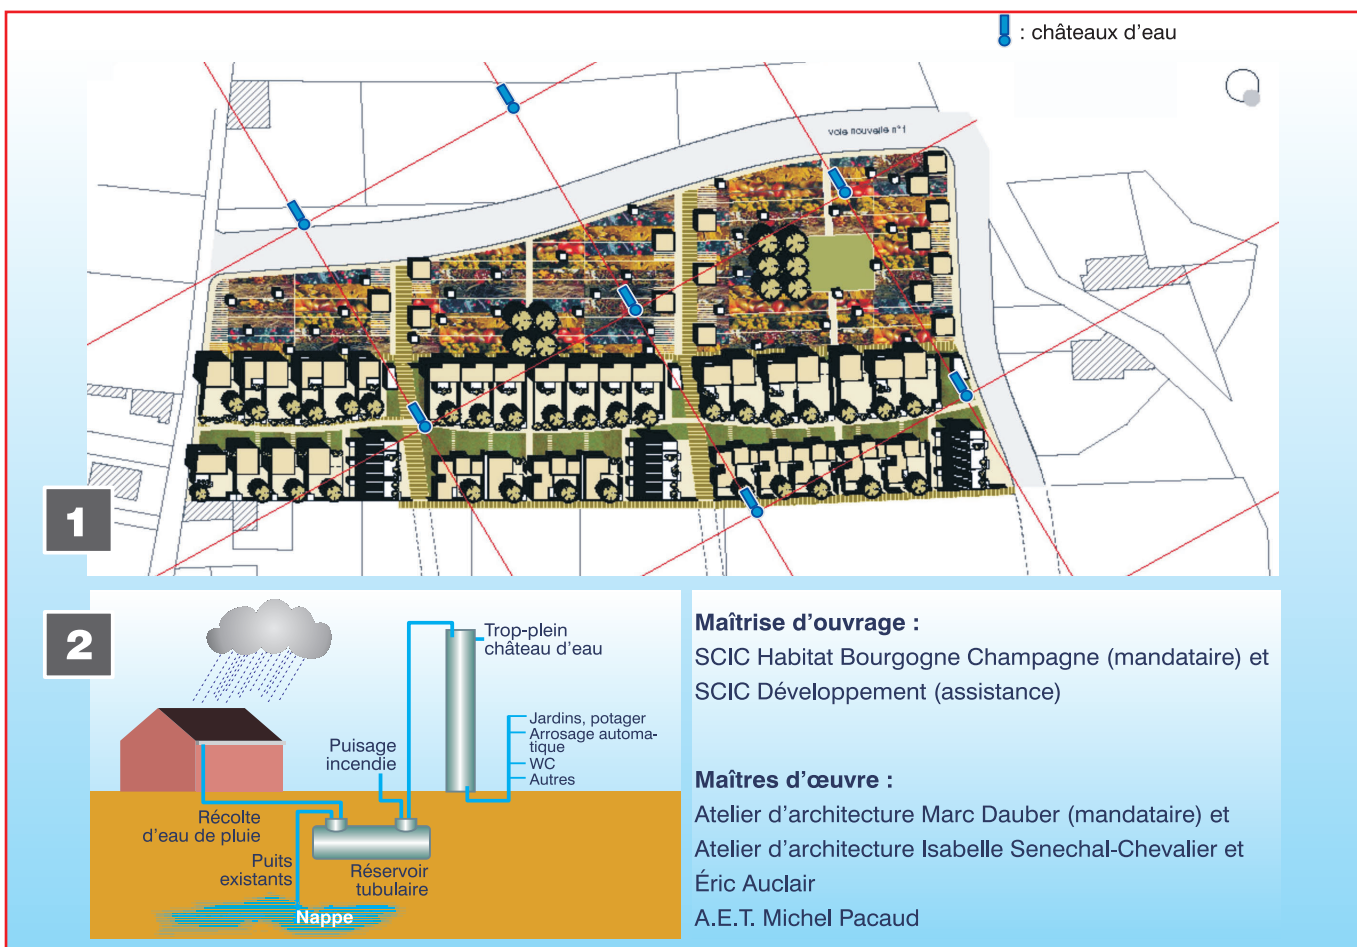 : châteaux d'eau
voie nouvelle n°1
1
2
Trop-plein
château d'eau
Jardins, potager
Arrosage automa-
tique
WC
Autres
Puisage
incendie
Récolte
d'eau de pluie
Puits
existants
Réservoir
tubulaire
Nappe
Maîtrise d'ouvrage :
SCIC Habitat Bourgogne Champagne (mandataire) et
SCIC Développement (assistance)
Maîtres d'œuvre :
Atelier d'architecture Marc Dauber (mandataire) et
Atelier d'architecture Isabelle Senechal-Chevalier et
Éric Auclair
A.E.T. Michel Pacaud